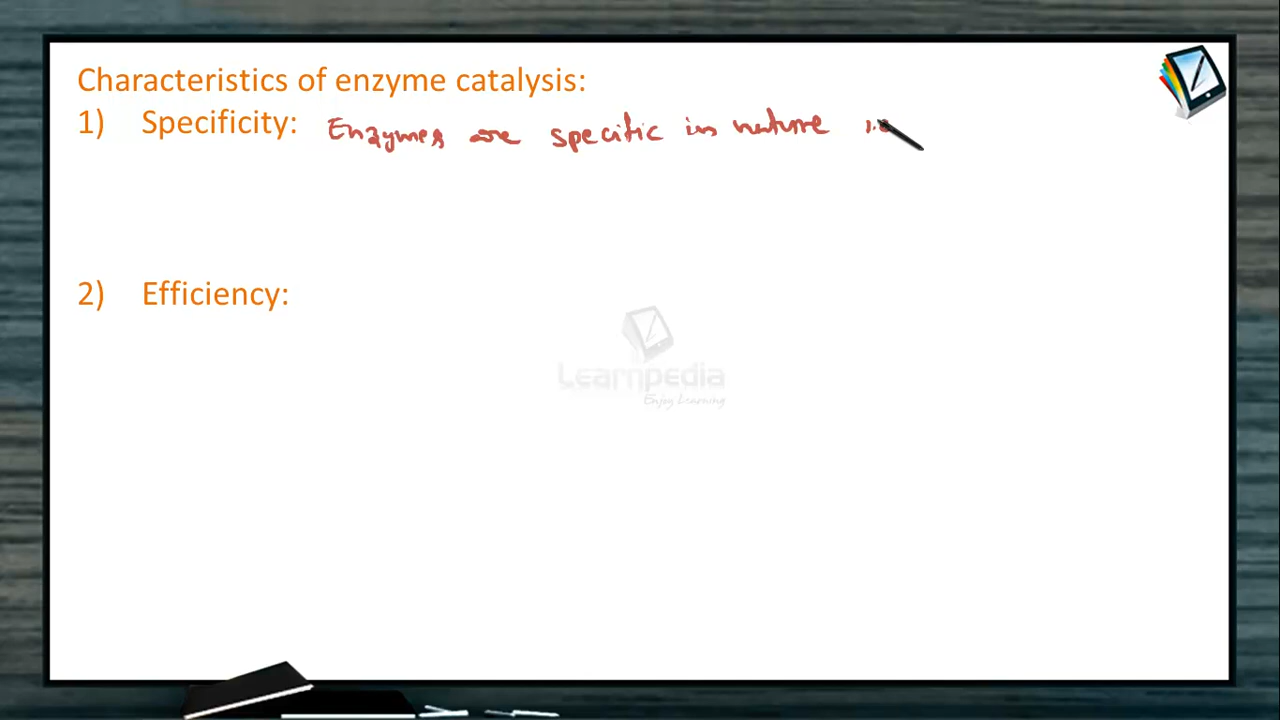 Characteristics of enzyme catalysis:
1) Specificity: Enzymes are specific in nature i.e
2) Efficiency:
Learnpedia
Enjoy Learning